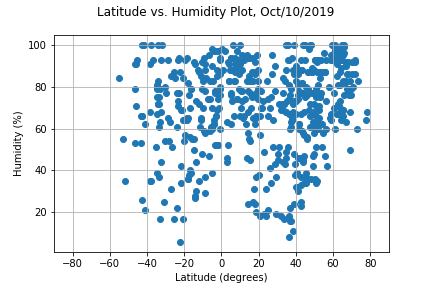 Latitude vs. Humidity Plot, Oct/10/2019
100
80
60
40
20
Humidity (%)
−80 −60 −40 −20 0 20 40 60 80
Latitude (degrees)